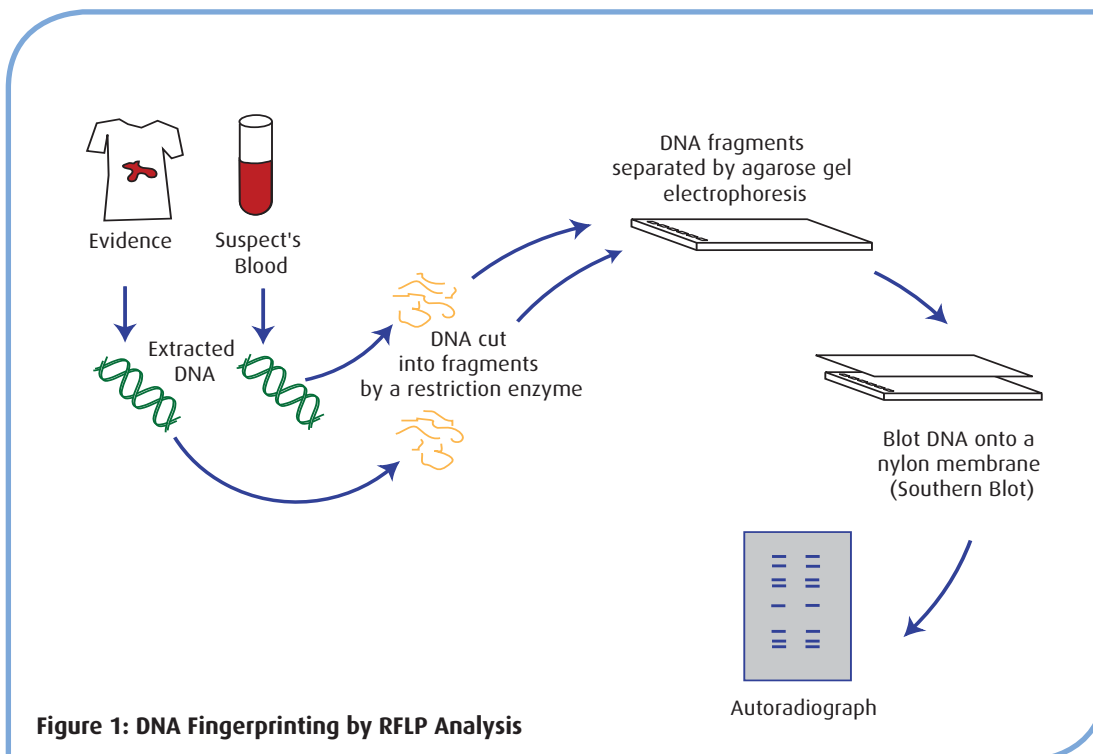 Evidence
Suspect's
Blood
Extracted
DNA
DNA cut
into fragments
by a restriction enzyme
DNA fragments
separated by agarose gel
electrophoresis
Blot DNA onto a
nylon membrane
(Southern Blot)
Autoradiograph
Figure 1: DNA Fingerprinting by RFLP Analysis